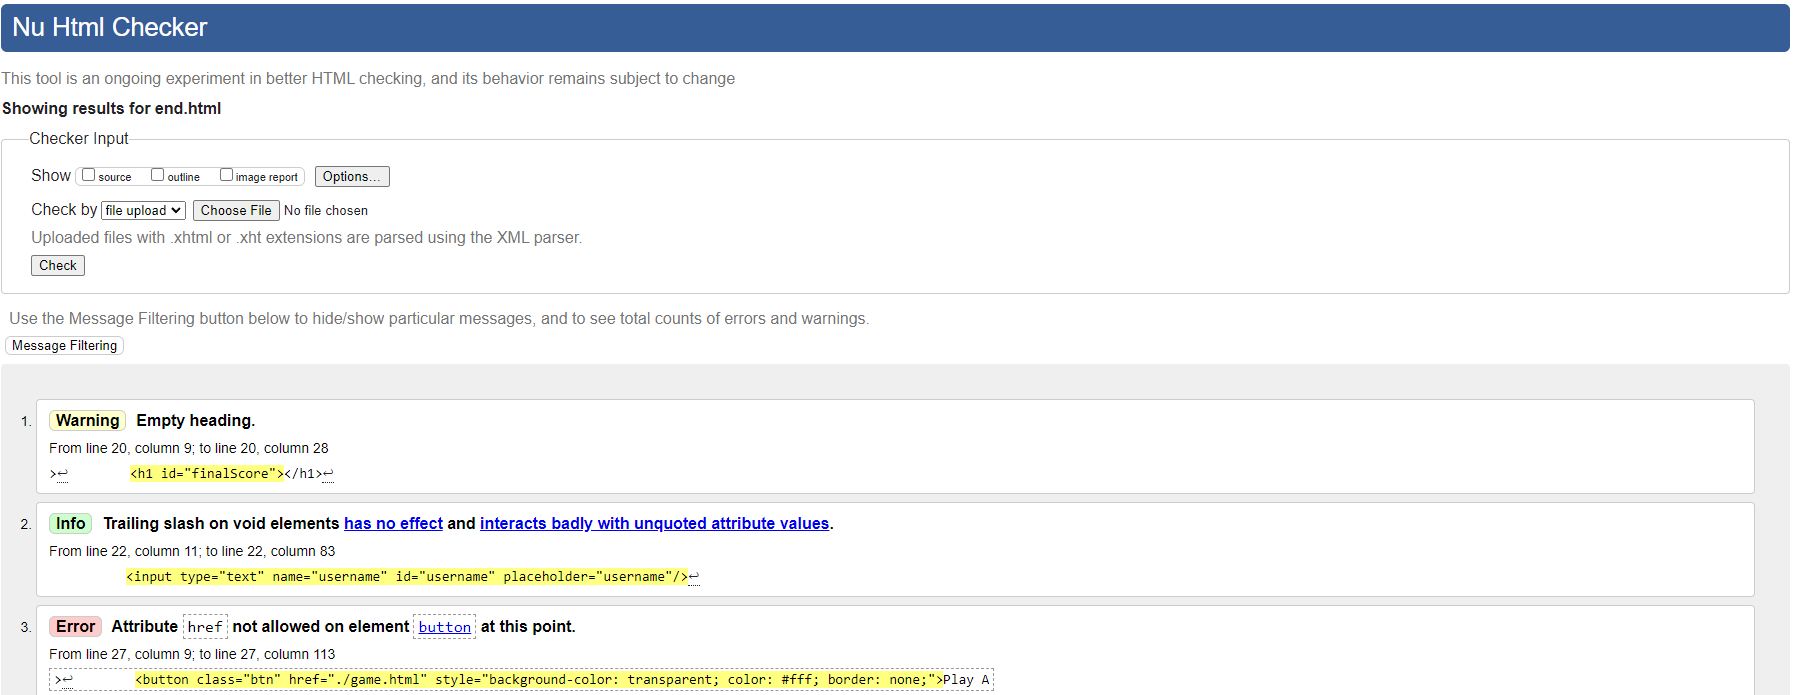 Nu Html Checker
This tool is an ongoing experiment in better HTML checking, and its behavior remains subject to change
Showing results for end.html
Checker Input
Show source outline image report Options...
Check by file upload Choose File No file chosen
Uploaded files with .xhtml or .xht extensions are parsed using the XML parser.
Check
Use the Message Filtering button below to hide/show particular messages, and to see total counts of errors and warnings.
Message Filtering
1. Warning Empty heading.
From line 20, column 9; to line 20, column 28
>↩ <h1 id="finalScore"></h1>↩
2. Info Trailing slash on void elements has no effect and interacts badly with unquoted attribute values.
From line 22, column 11; to line 22, column 83
<input type="text" name="username" id="username" placeholder="username"/>↩
3. Error Attribute href not allowed on element button at this point.
From line 27, column 9; to line 27, column 113
>↩ <button class="btn" href="./game.html" style="background-color: transparent; color: #fff; border: none;">Play A